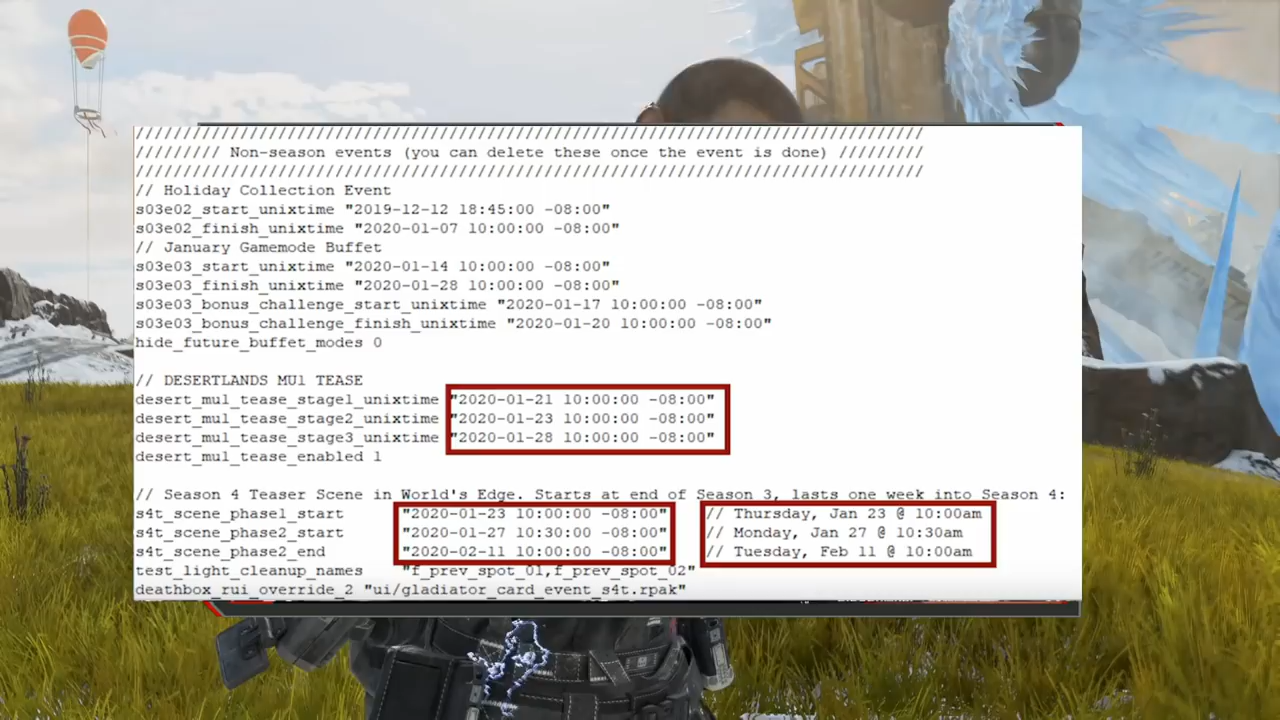 ////////////////////////////////////////////////////////////////////////////////////
///////// Non-season events (you can delete these once the event is done) /////////
////////////////////////////////////////////////////////////////////////////////////
// Holiday Collection Event
s03e02_start_unixtime "2019-12-12 18:45:00 -08:00"
s03e02_finish_unixtime "2020-01-07 10:00:00 -08:00"
// January Gamemode Buffet
s03e03_start_unixtime "2020-01-14 10:00:00 -08:00"
s03e03_finish_unixtime "2020-01-28 10:00:00 -08:00"
s03e03_bonus_challenge_start_unixtime "2020-01-17 10:00:00 -08:00"
s03e03_bonus_challenge_finish_unixtime "2020-01-20 10:00:00 -08:00"
hide_future_buffet_modes 0
// DESERTLANDS MU1 TEASE
desert_mu1_tease_stage1_unixtime "2020-01-21 10:00:00 -08:00"
desert_mu1_tease_stage2_unixtime "2020-01-23 10:00:00 -08:00"
desert_mu1_tease_stage3_unixtime "2020-01-28 10:00:00 -08:00"
desert_mu1_tease_enabled 1
// Season 4 Teaser Scene in World's Edge. Starts at end of Season 3, lasts one week into Season 4:
s4t_scene_phase1_start "2020-01-23 10:00:00 -08:00" // Thursday, Jan 23 @ 10:00am
s4t_scene_phase2_start "2020-01-27 10:30:00 -08:00" // Monday, Jan 27 @ 10:30am
s4t_scene_phase2_end "2020-02-11 10:00:00 -08:00" // Tuesday, Feb 11 @ 10:00am
test_light_cleanup_names "f_prev_spot_01,f_prev_spot_02"
deathbox_rui_override_2 "ui/gladiator_card_event_s4t.rpak"